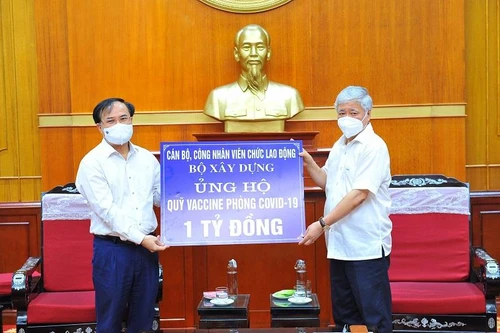 CÁN BỘ, CÔNG NHÂN VIÊN CHỨC LAO ĐỘNG
BỘ XÂY DỰNG
ỦNG HỘ
QUỸ VACCINE PHÒNG COVID-19
1 TỶ ĐỒNG